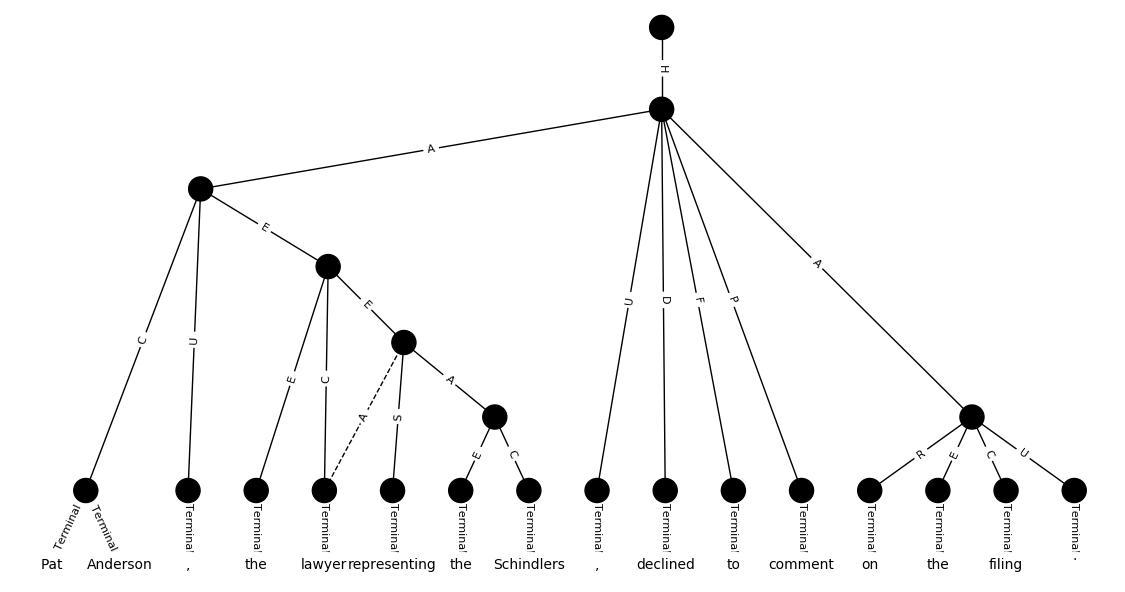 H
A
E
A
C
U
U
D
F
P
E
E
C
A
S
A
E
C
R
E
C
U
Terminal Terminal Terminal Terminal Terminal Terminal Terminal Terminal Terminal Terminal Terminal Terminal Terminal Terminal Terminal Terminal
Pat Anderson , the lawyer representing the Schindlers , declined to comment on the filing .